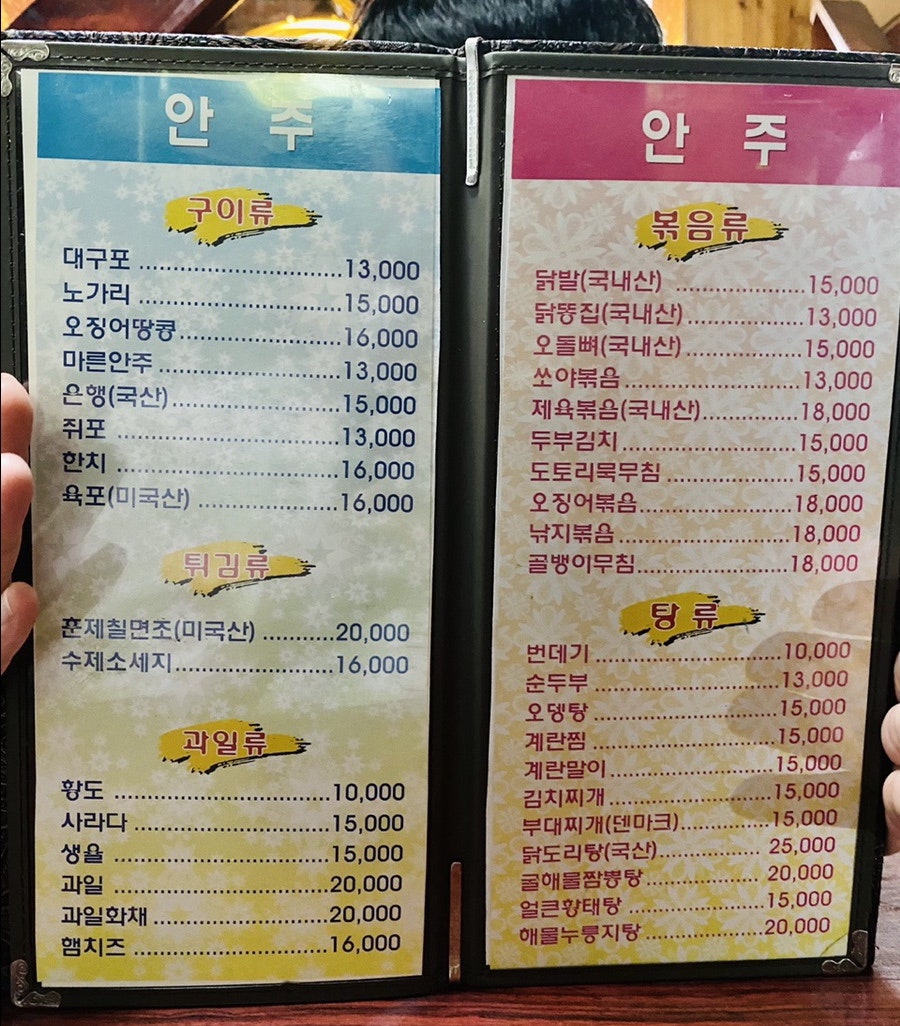 안 주
구이류
대구포 ........................ 13,000
노가리 ........................ 15,000
오징어땅콩 ........................ 16,000
마른안주 ........................ 13,000
은행(국산) ........................ 15,000
쥐포 ........................ 13,000
한치 ........................ 16,000
육포(미국산) ........................ 16,000
튀김류
훈제칠면조(미국산) ........... 20,000
수제소세지 ........................ 16,000
과일류
황도 ........................ 10,000
사라다 ........................ 15,000
생율 ........................ 15,000
과일 ........................ 20,000
과일화채 ........................ 20,000
햄치즈 ........................ 16,000
안 주
볶음류
닭발(국내산) ................ 15,000
닭똥집(국내산) ............... 13,000
오돌뼈(국내산) ............... 15,000
쏘야볶음 ........................ 13,000
제육볶음(국내산) ............. 18,000
두부김치 ........................ 15,000
도토리묵무침 ................ 15,000
오징어볶음 .................... 18,000
낚지볶음 ........................ 18,000
골뱅이무침 .................... 18,000
탕 류
번데기 ........................ 10,000
순두부 ........................ 13,000
오뎅탕 ........................ 15,000
계란찜 ........................ 15,000
계란말이 ........................ 15,000
김치찌개 ........................ 15,000
부대찌개(덴마크) ............ 15,000
닭도리탕(국산) ............... 25,000
굴해물짬뽕탕 ................ 20,000
얼큰황태탕 .................... 15,000
해물누룽지탕 ................ 20,000